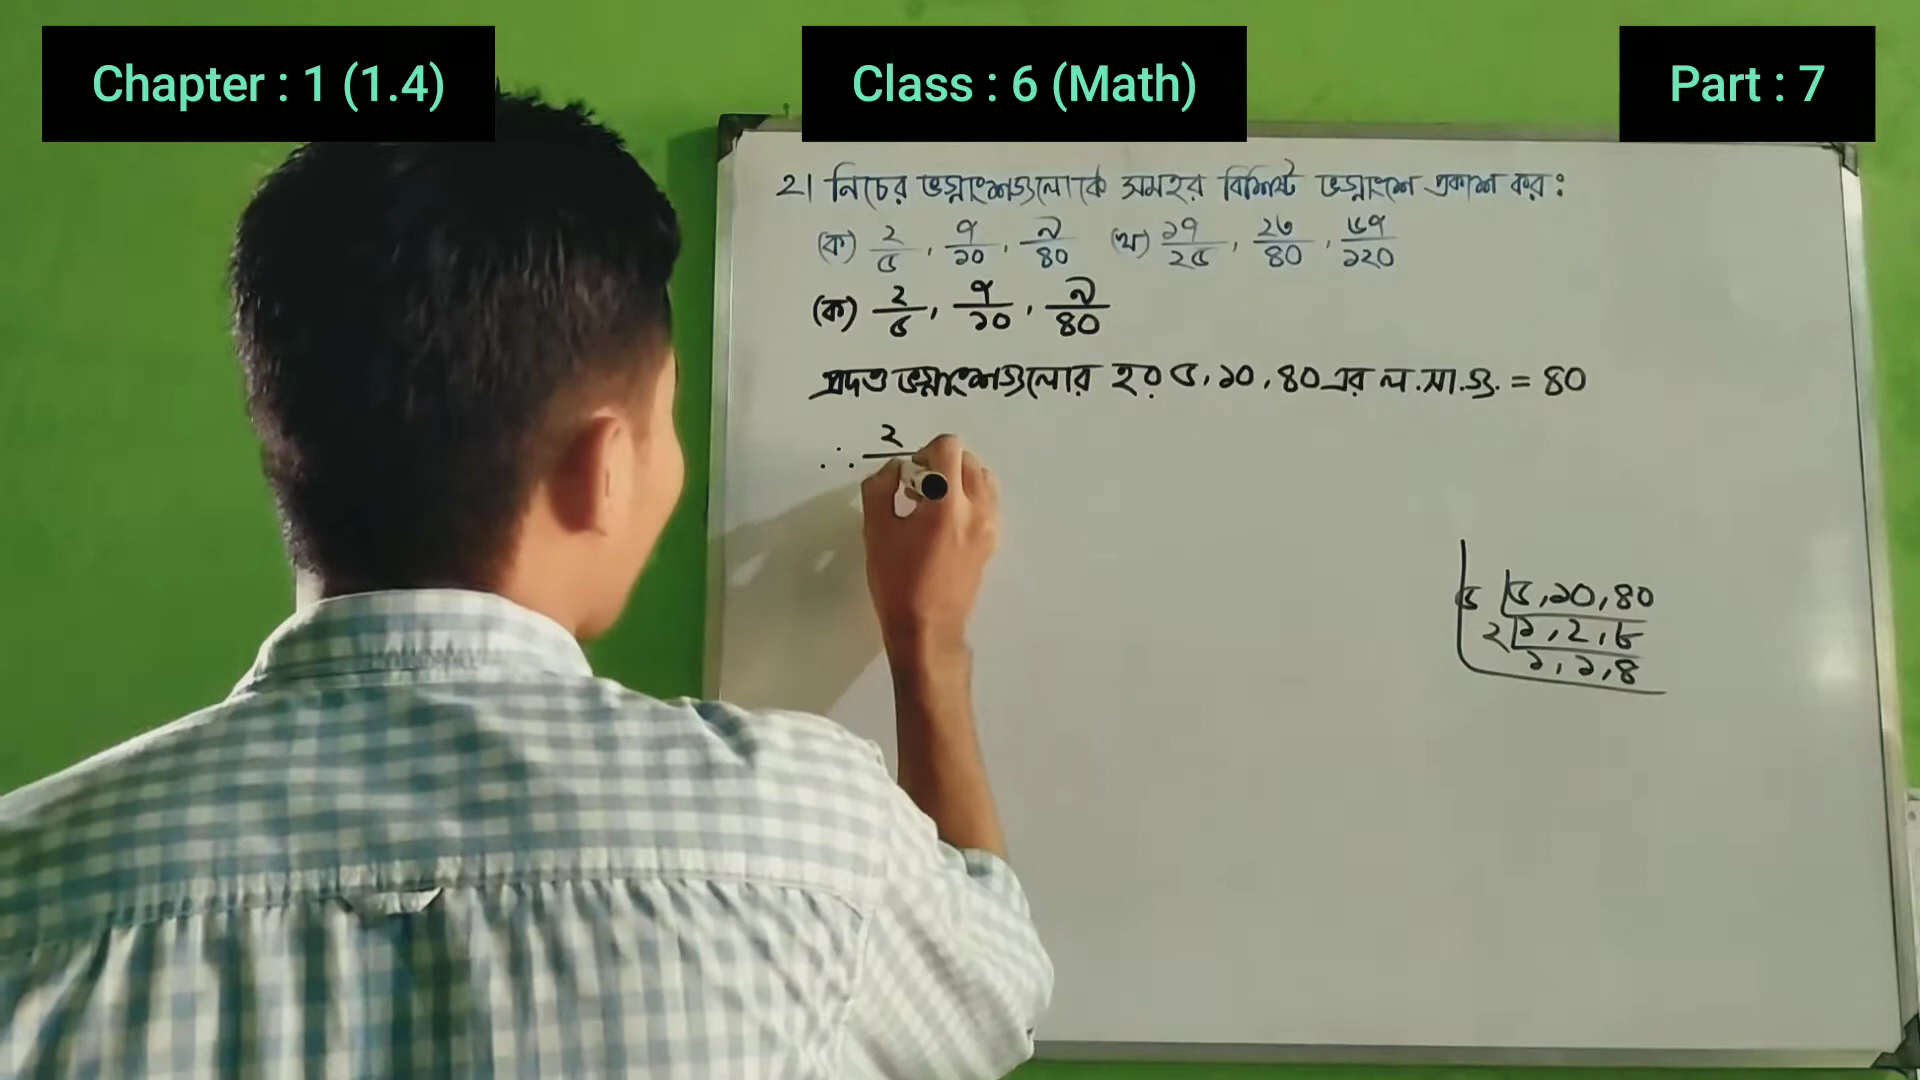 Chapter : 1 (1.4)
Class : 6 (Math)
Part : 7
২। নিচের ভগ্নাংশগুলোকে সমহর বিশিষ্ট ভগ্নাংশে প্রকাশ কর :
(ক) ২/৫ , ৭/১০ , ৯/৪০ (খ) ১৭/২৫ , ২৩/৪০ , ৬৭/১২০
(ক) ২/৫ , ৭/১০ , ৯/৪০
প্রদত্ত ভগ্নাংশগুলোর হর ৫, ১০, ৪০ এর ল.সা.গু. = ৪০
∴ ২
৫ ৫, ১০, ৪০
২ ১, ২, ৮
১, ১, ৪